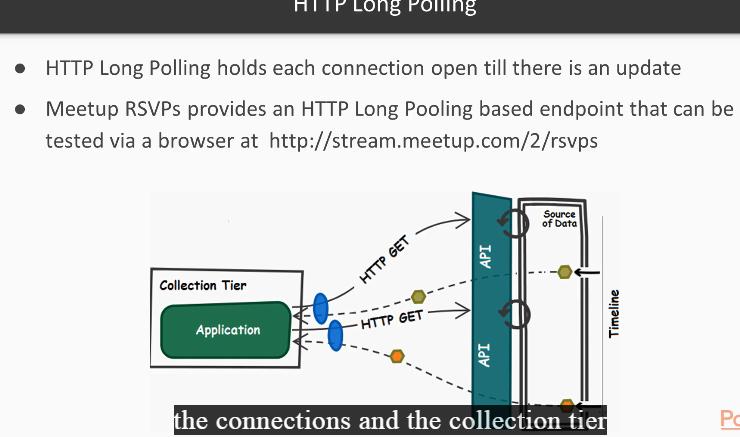 HTTP Long Polling
● HTTP Long Polling holds each connection open till there is an update
● Meetup RSVPs provides an HTTP Long Pooling based endpoint that can be
tested via a browser at http://stream.meetup.com/2/rsvps
Source
of Data
HTTP GET
API
Collection Tier
Application
HTTP GET
Timeline
API
the connections and the collection tier